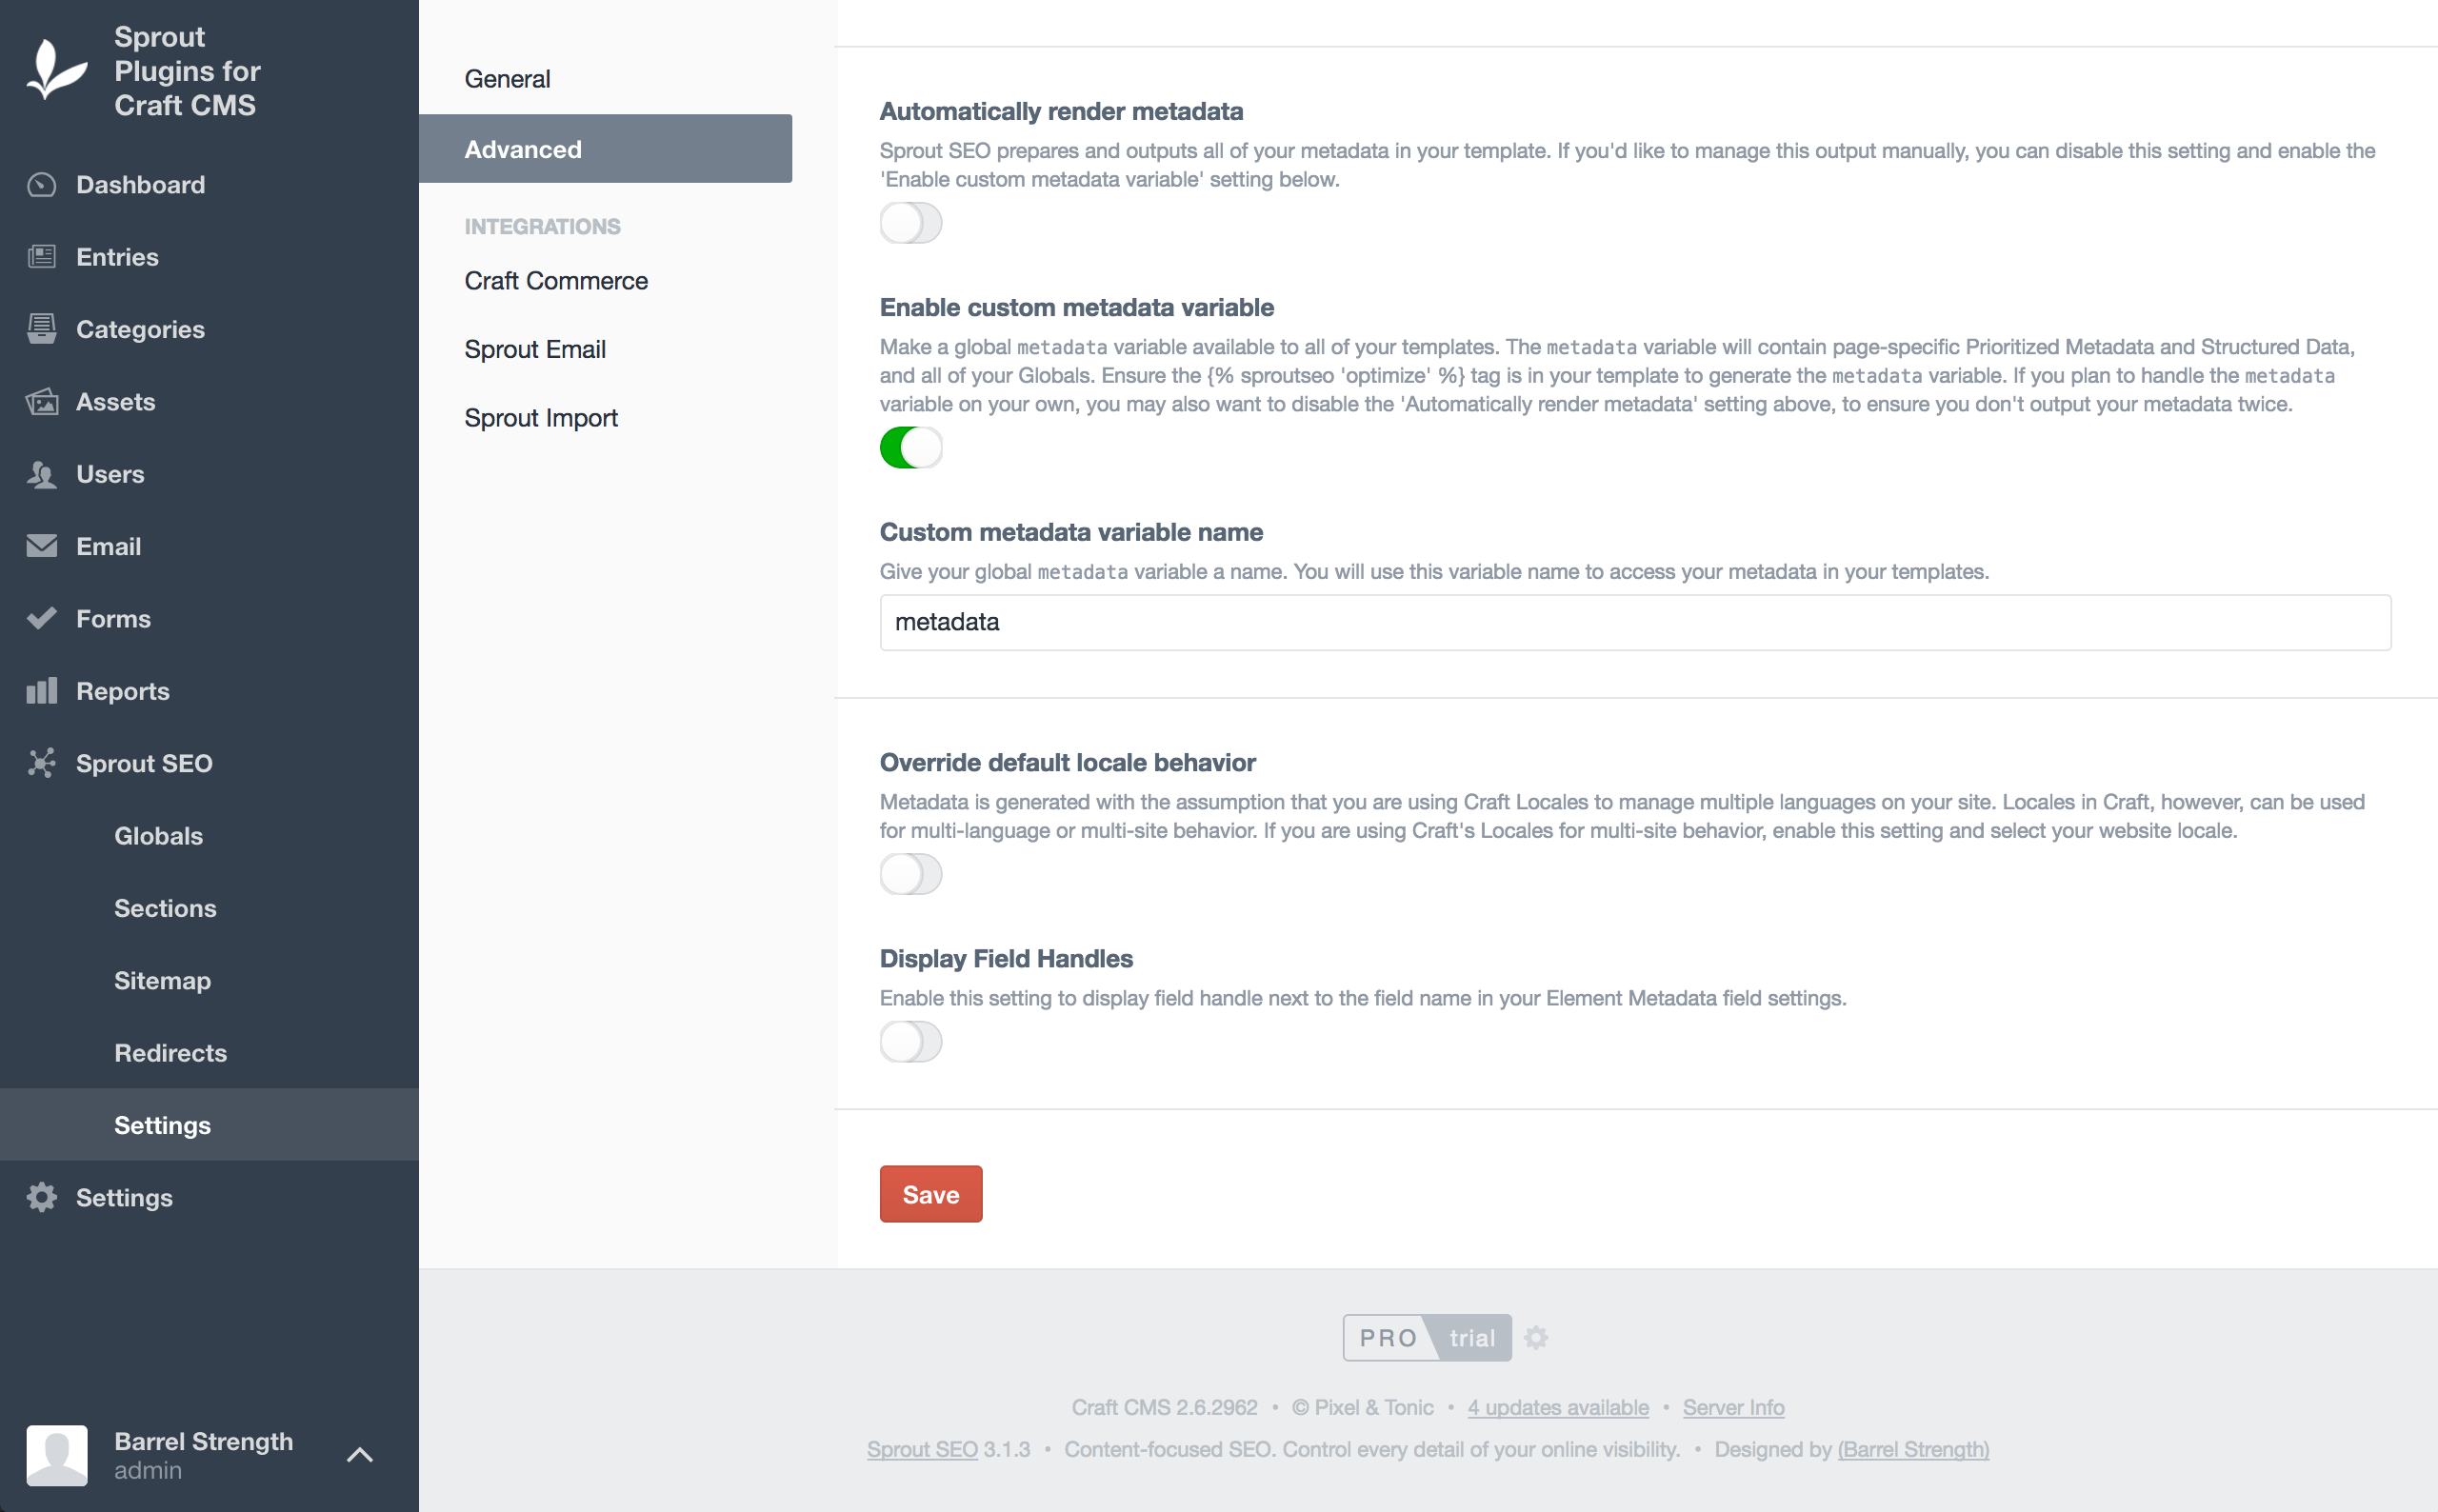 Sprout
Plugins for
Craft CMS
Dashboard
Entries
Categories
Assets
Users
Email
Forms
Reports
Sprout SEO
Globals
Sections
Sitemap
Redirects
Settings
Settings
Barrel Strength
admin
General
Advanced
INTEGRATIONS
Craft Commerce
Sprout Email
Sprout Import
Automatically render metadata
Sprout SEO prepares and outputs all of your metadata in your template. If you'd like to manage this output manually, you can disable this setting and enable the
'Enable custom metadata variable' setting below.
Enable custom metadata variable
Make a global metadata variable available to all of your templates. The metadata variable will contain page-specific Prioritized Metadata and Structured Data,
and all of your Globals. Ensure the {% sproutseo 'optimize' %} tag is in your template to generate the metadata variable. If you plan to handle the metadata
variable on your own, you may also want to disable the 'Automatically render metadata' setting above, to ensure you don't output your metadata twice.
Custom metadata variable name
Give your global metadata variable a name. You will use this variable name to access your metadata in your templates.
metadata
Override default locale behavior
Metadata is generated with the assumption that you are using Craft Locales to manage multiple languages on your site. Locales in Craft, however, can be used
for multi-language or multi-site behavior. If you are using Craft's Locales for multi-site behavior, enable this setting and select your website locale.
Display Field Handles
Enable this setting to display field handle next to the field name in your Element Metadata field settings.
Save
PRO trial
Craft CMS 2.6.2962 • © Pixel & Tonic • 4 updates available • Server Info
Sprout SEO 3.1.3 • Content-focused SEO. Control every detail of your online visibility. • Designed by (Barrel Strength)